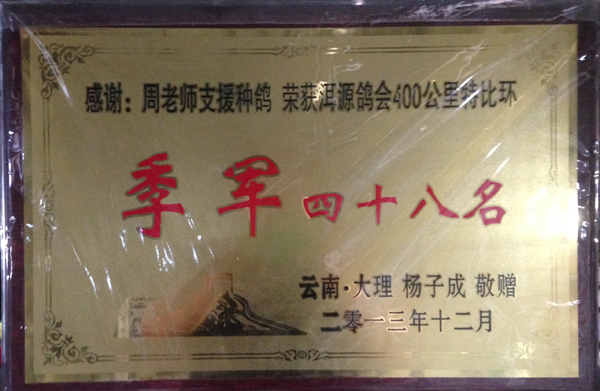 感谢：周老师支援种鸽 荣获洱源鸽会400公里特比环
季军 四十八名
云南·大理 杨子成 敬赠
二零一三年十二月